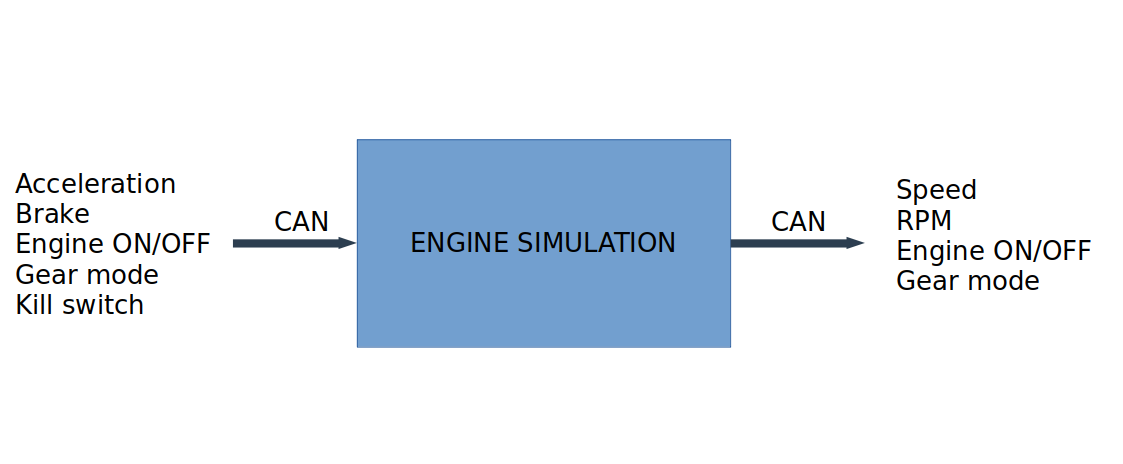 Acceleration
Brake
Engine ON/OFF
Gear mode
Kill switch
CAN
ENGINE SIMULATION
CAN
Speed
RPM
Engine ON/OFF
Gear mode